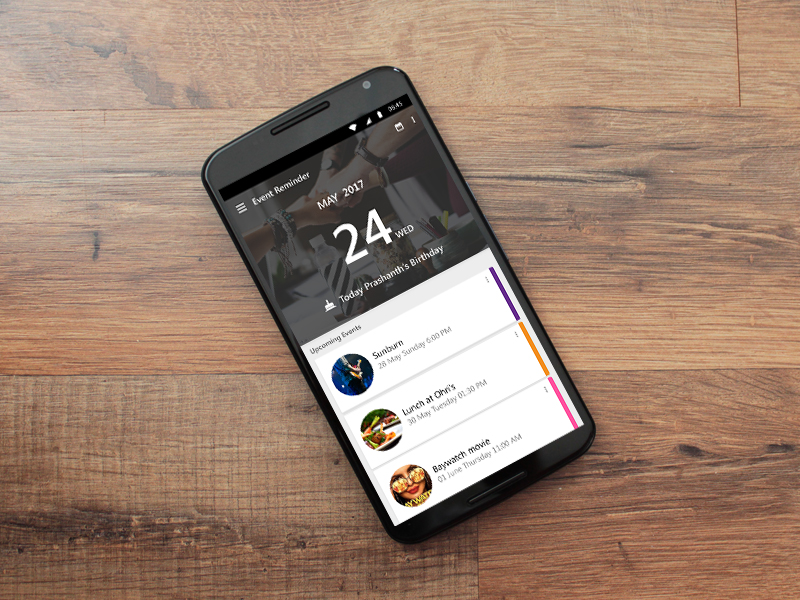 06:45
Event Reminder
MAY 2017
24 WED
Today Prashanth's Birthday
Upcoming Events
Sunburn
28 May Sunday 6:00 PM
Lunch at Ohri's
30 May Tuesday 01:30 PM
Baywatch movie
01 June Thursday 11:00 AM